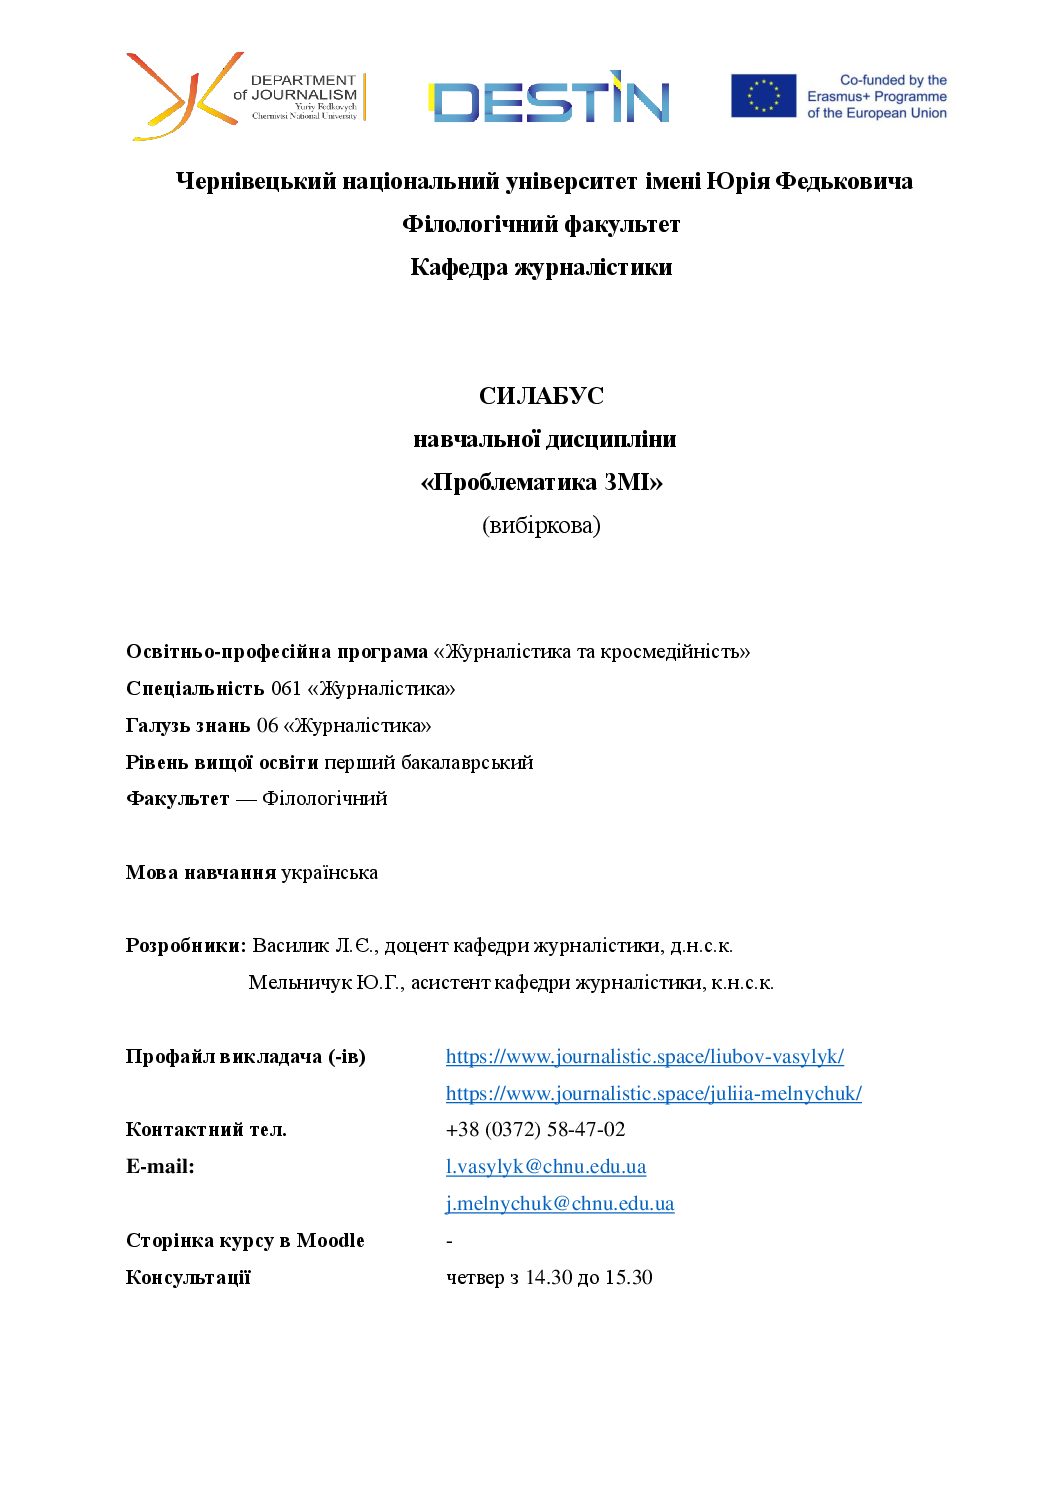 DEPARTMENT
of JOURNALISM
Yuriy Fedkovych
Chernivtsi National University
DESTIN
Co-funded by the
Erasmus+ Programme
of the European Union
Чернівецький національний університет імені Юрія Федьковича
Філологічний факультет
Кафедра журналістики
СИЛАБУС
навчальної дисципліни
«Проблематика ЗМІ»
(вибіркова)
Освітньо-професійна програма «Журналістика та кросмедійність»
Спеціальність 061 «Журналістика»
Галузь знань 06 «Журналістика»
Рівень вищої освіти перший бакалаврський
Факультет — Філологічний
Мова навчання українська
Розробники: Василик Л.Є., доцент кафедри журналістики, д.н.с.к.
Мельничук Ю.Г., асистент кафедри журналістики, к.н.с.к.
Профайл викладача (-ів) https://www.journalistic.space/liubov-vasylyk/
https://www.journalistic.space/juliia-melnychuk/
Контактний тел. +38 (0372) 58-47-02
E-mail: l.vasylyk@chnu.edu.ua
j.melnychuk@chnu.edu.ua
Сторінка курсу в Moodle -
Консультації четвер з 14.30 до 15.30